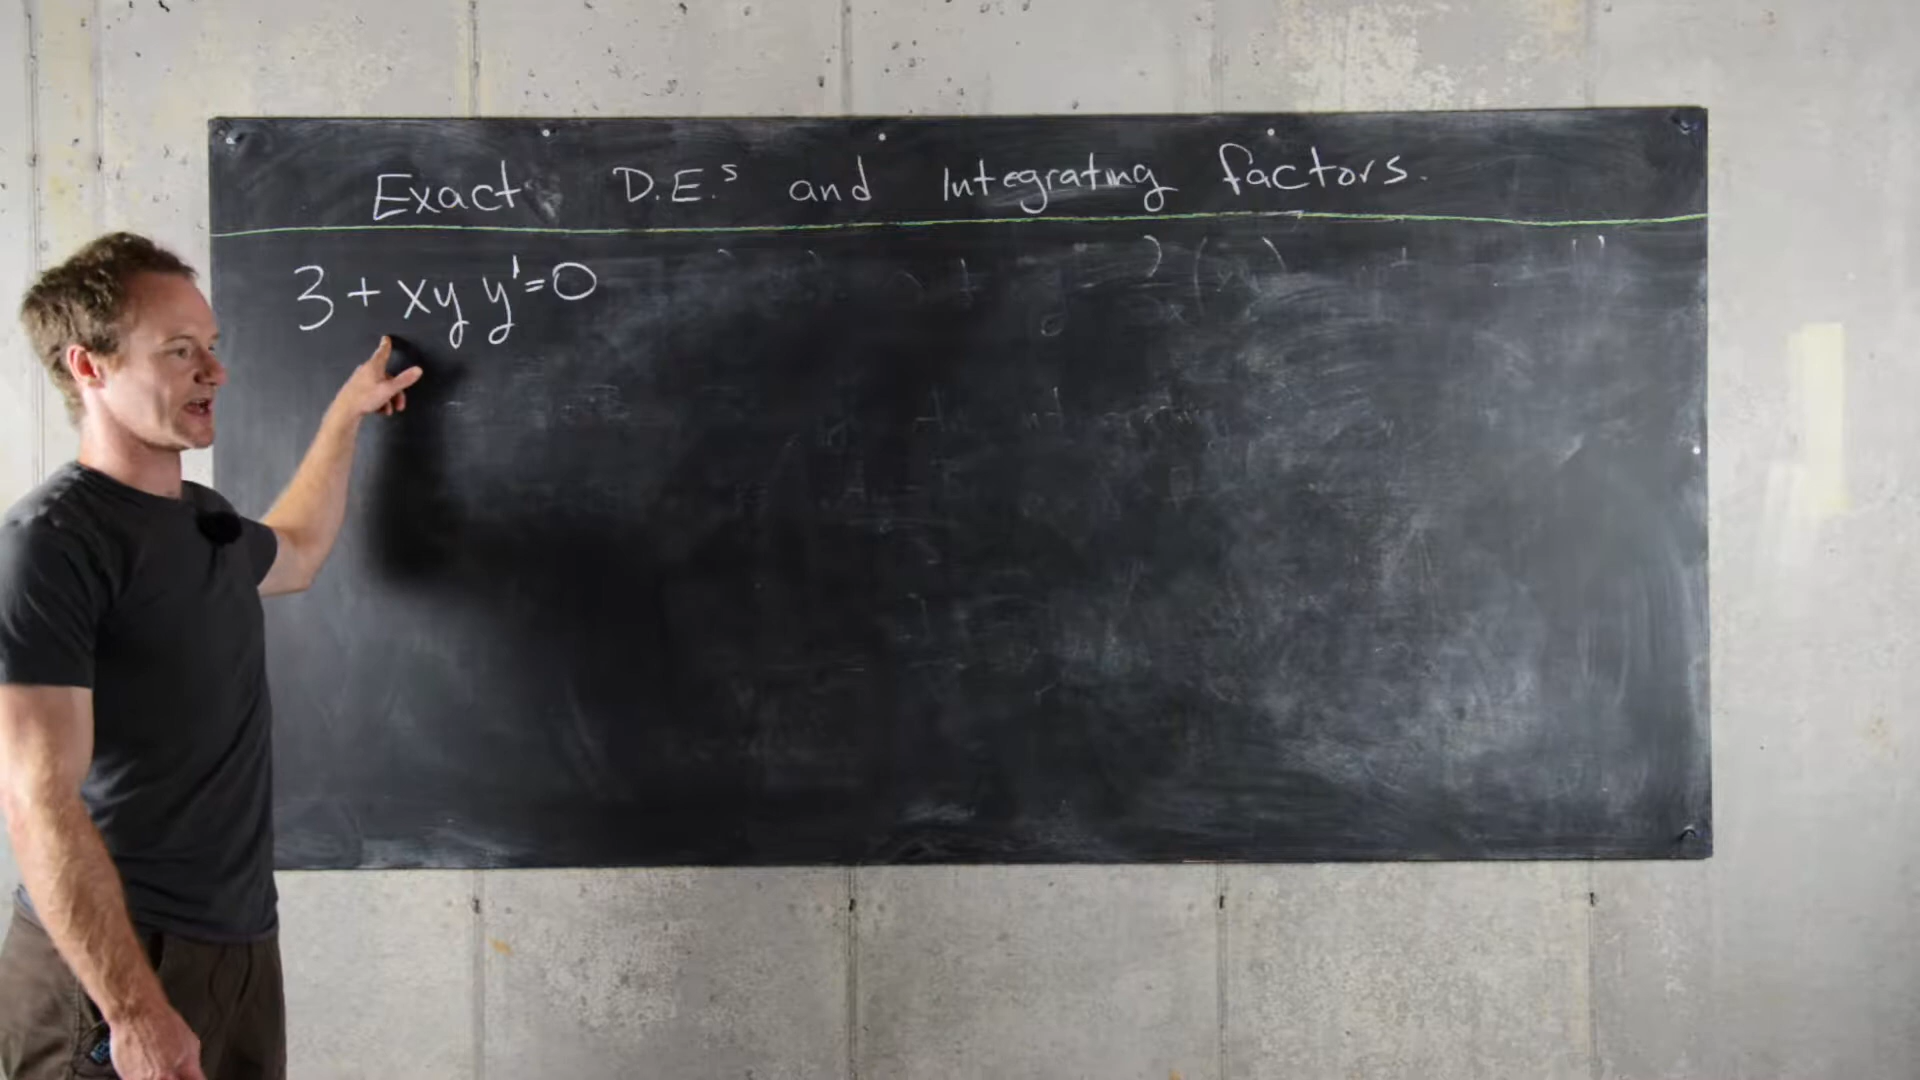 Exact D.E.ˢ and Integrating factors.
3 + xy y' = 0